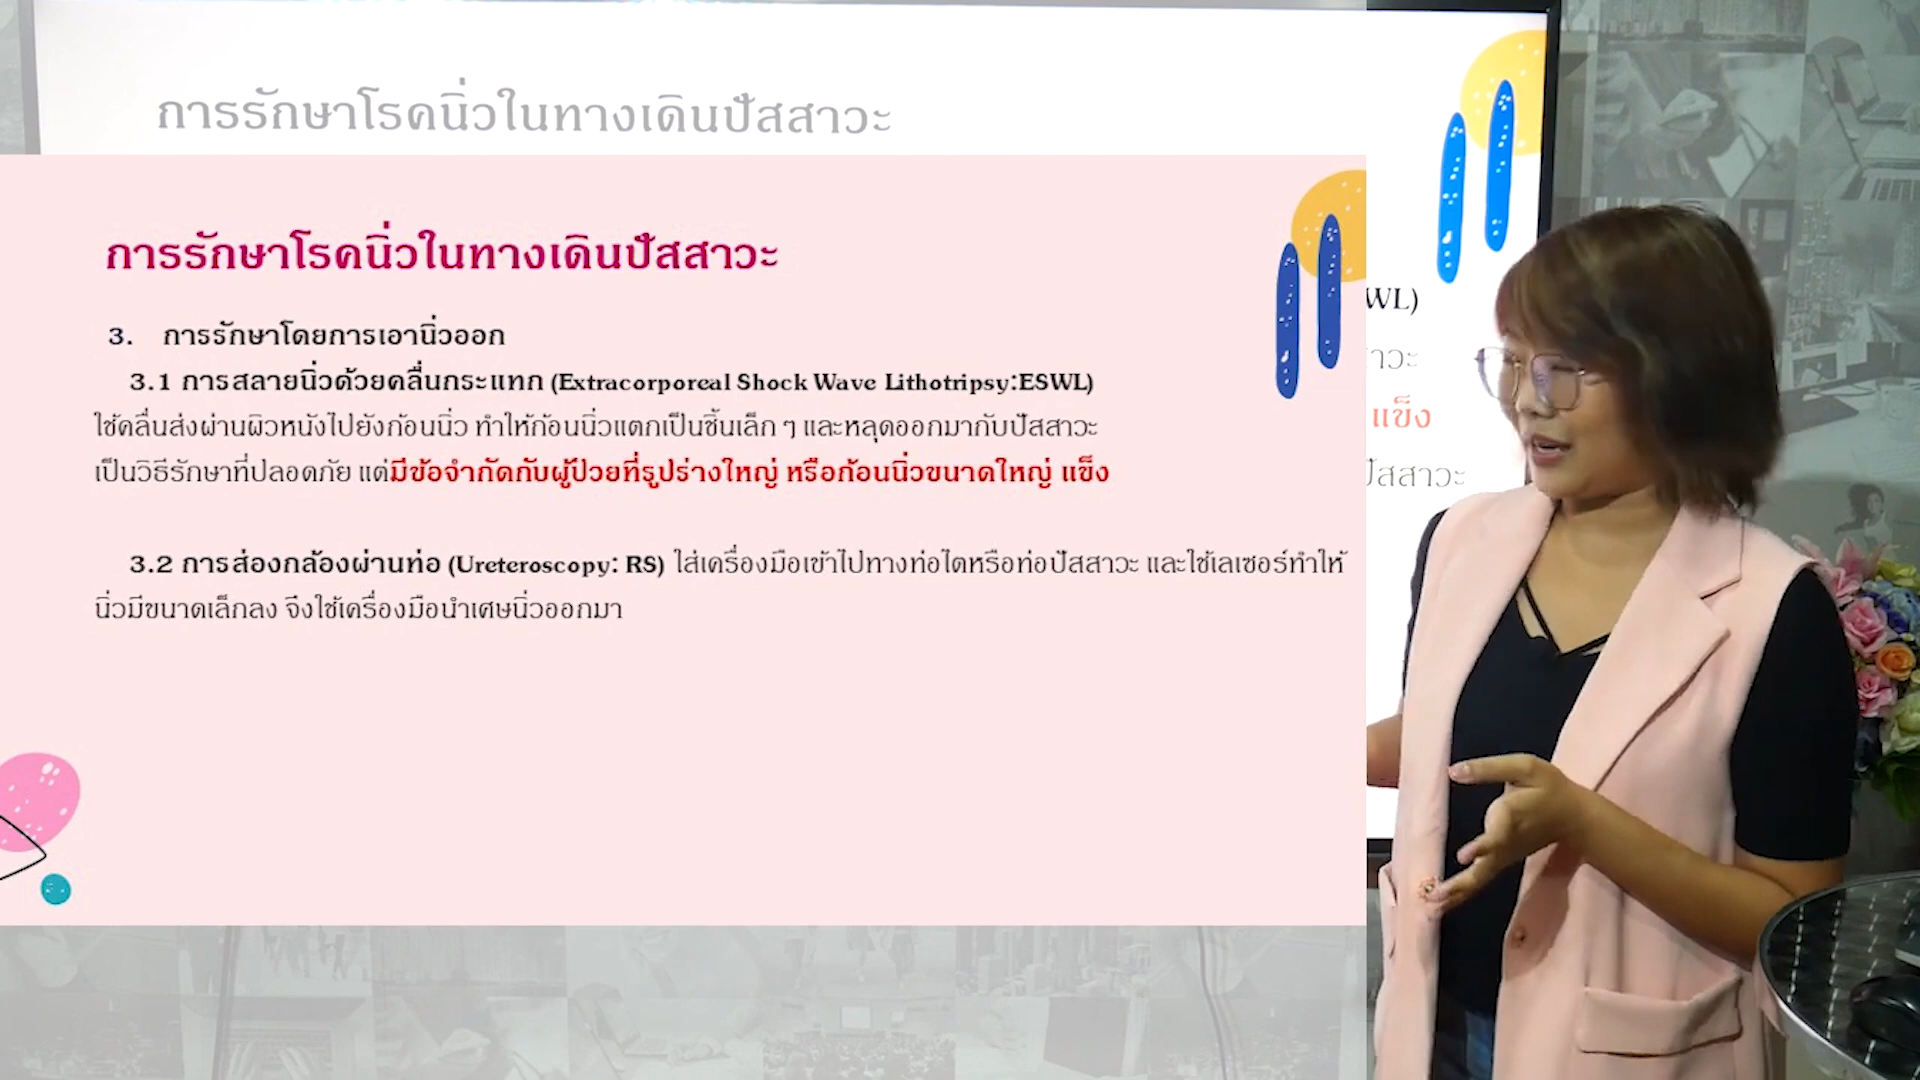 การรักษาโรคนิ่วในทางเดินปัสสาวะ
การรักษาโรคนิ่วในทางเดินปัสสาวะ
3. การรักษาโดยการเอานิ่วออก
3.1 การสลายนิ่วด้วยคลื่นกระแทก (Extracorporeal Shock Wave Lithotripsy:ESWL)
ใช้คลื่นส่งผ่านผิวหนังไปยังก้อนนิ่ว ทำให้ก้อนนิ่วแตกเป็นชิ้นเล็ก ๆ และหลุดออกมากับปัสสาวะ
เป็นวิธีรักษาที่ปลอดภัย แต่มีข้อจำกัดกับผู้ป่วยที่รูปร่างใหญ่ หรือก้อนนิ่วขนาดใหญ่ แข็ง
3.2 การส่องกล้องผ่านท่อ (Ureteroscopy: RS) ใส่เครื่องมือเข้าไปทางท่อไตหรือท่อปัสสาวะ และใช้เลเซอร์ทำให้
นิ่วมีขนาดเล็กลง จึงใช้เครื่องมือนำเศษนิ่วออกมา
WL)
าวะ
แข็ง
ปัสสาวะ